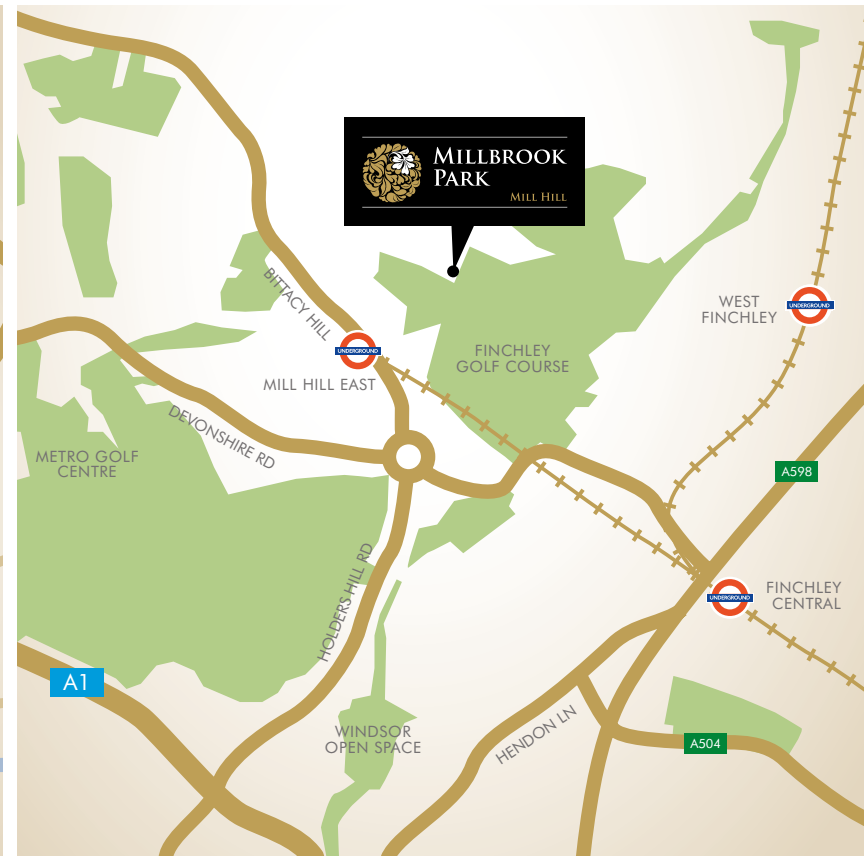 MILLBROOK
PARK
MILL HILL
BITTACY HILL
UNDERGROUND
WEST
FINCHLEY
UNDERGROUND
FINCHLEY
GOLF COURSE
MILL HILL EAST
DEVONSHIRE RD
METRO GOLF
CENTRE
A598
HOLDERS HILL RD
UNDERGROUND
FINCHLEY
CENTRAL
A1
WINDSOR
OPEN SPACE
HENDON LN
A504